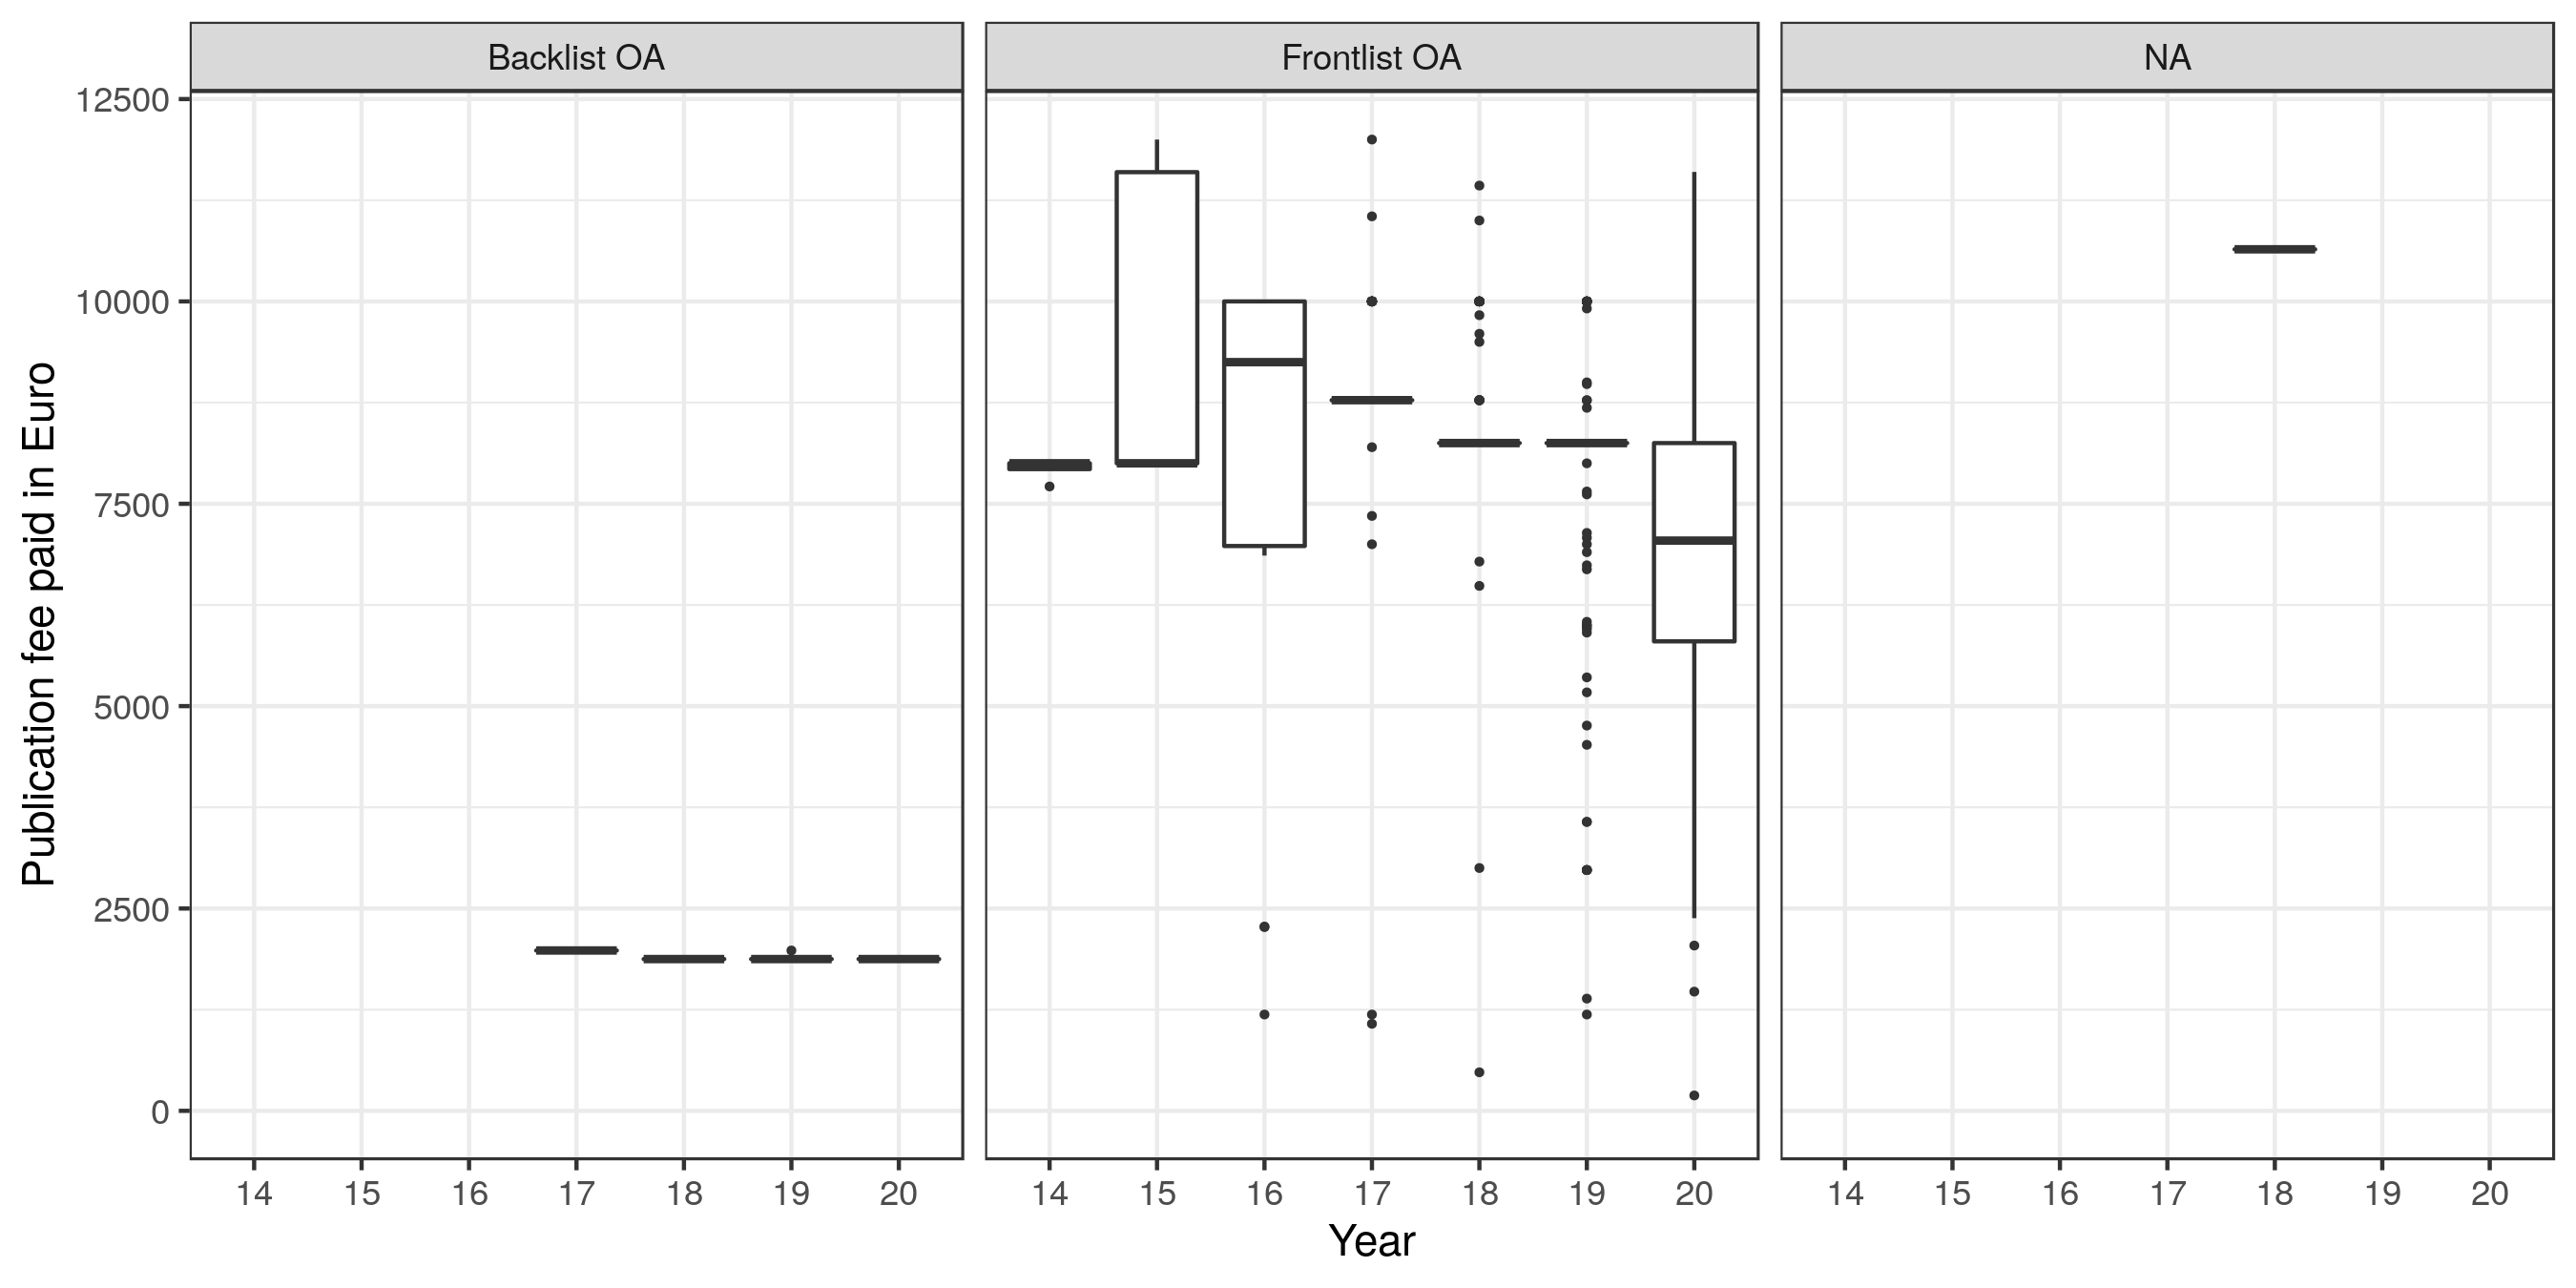 Backlist OA
Frontlist OA
NA
Publication fee paid in Euro
12500
10000
7500
5000
2500
0
14 15 16 17 18 19 20
14 15 16 17 18 19 20
14 15 16 17 18 19 20
Year